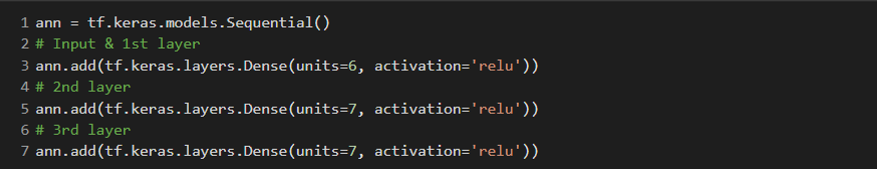 1 ann = tf.keras.models.Sequential()
2 # Input & 1st layer
3 ann.add(tf.keras.layers.Dense(units=6, activation='relu'))
4 # 2nd layer
5 ann.add(tf.keras.layers.Dense(units=7, activation='relu'))
6 # 3rd layer
7 ann.add(tf.keras.layers.Dense(units=7, activation='relu'))